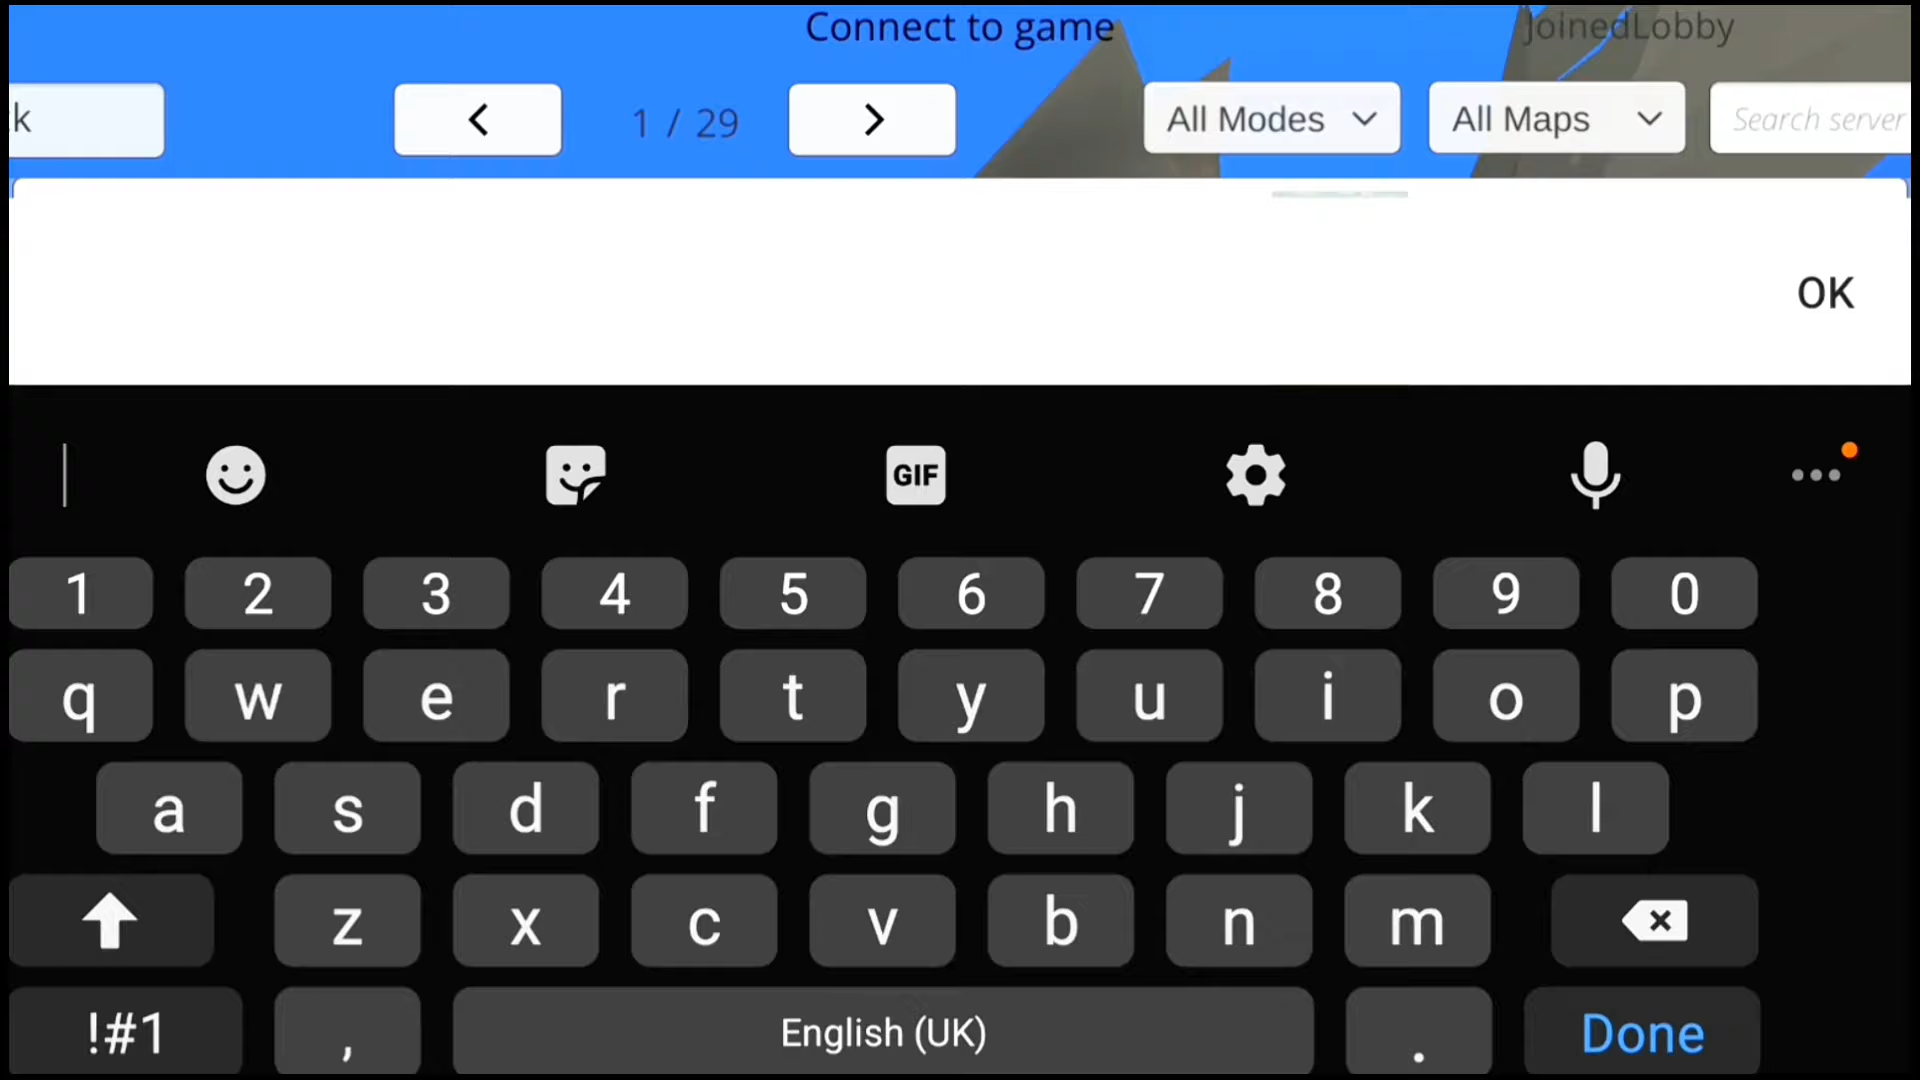 Connect to game
JoinedLobby
k
1 / 29
All Modes
All Maps
Search server
OK
GIF
1 2 3 4 5 6 7 8 9 0
q w e r t y u i o p
a s d f g h j k l
z x c v b n m
!#1 , English (UK) . Done